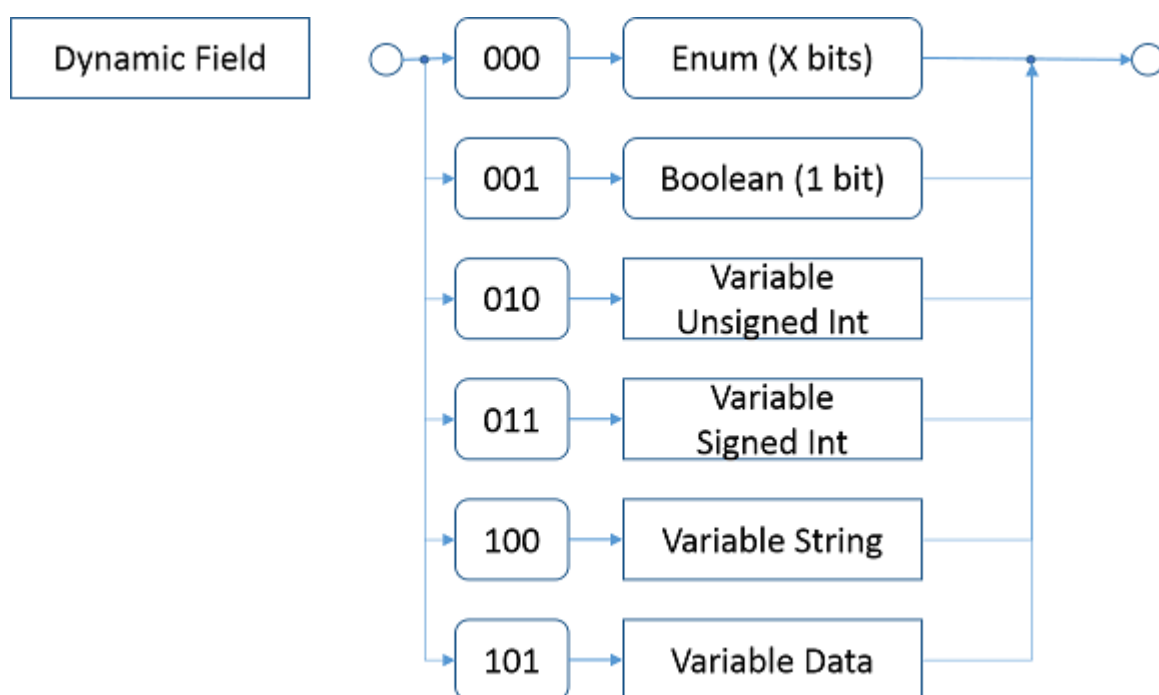 Dynamic Field
000
Enum (X bits)
001
Boolean (1 bit)
010
Variable
Unsigned Int
011
Variable
Signed Int
100
Variable String
101
Variable Data